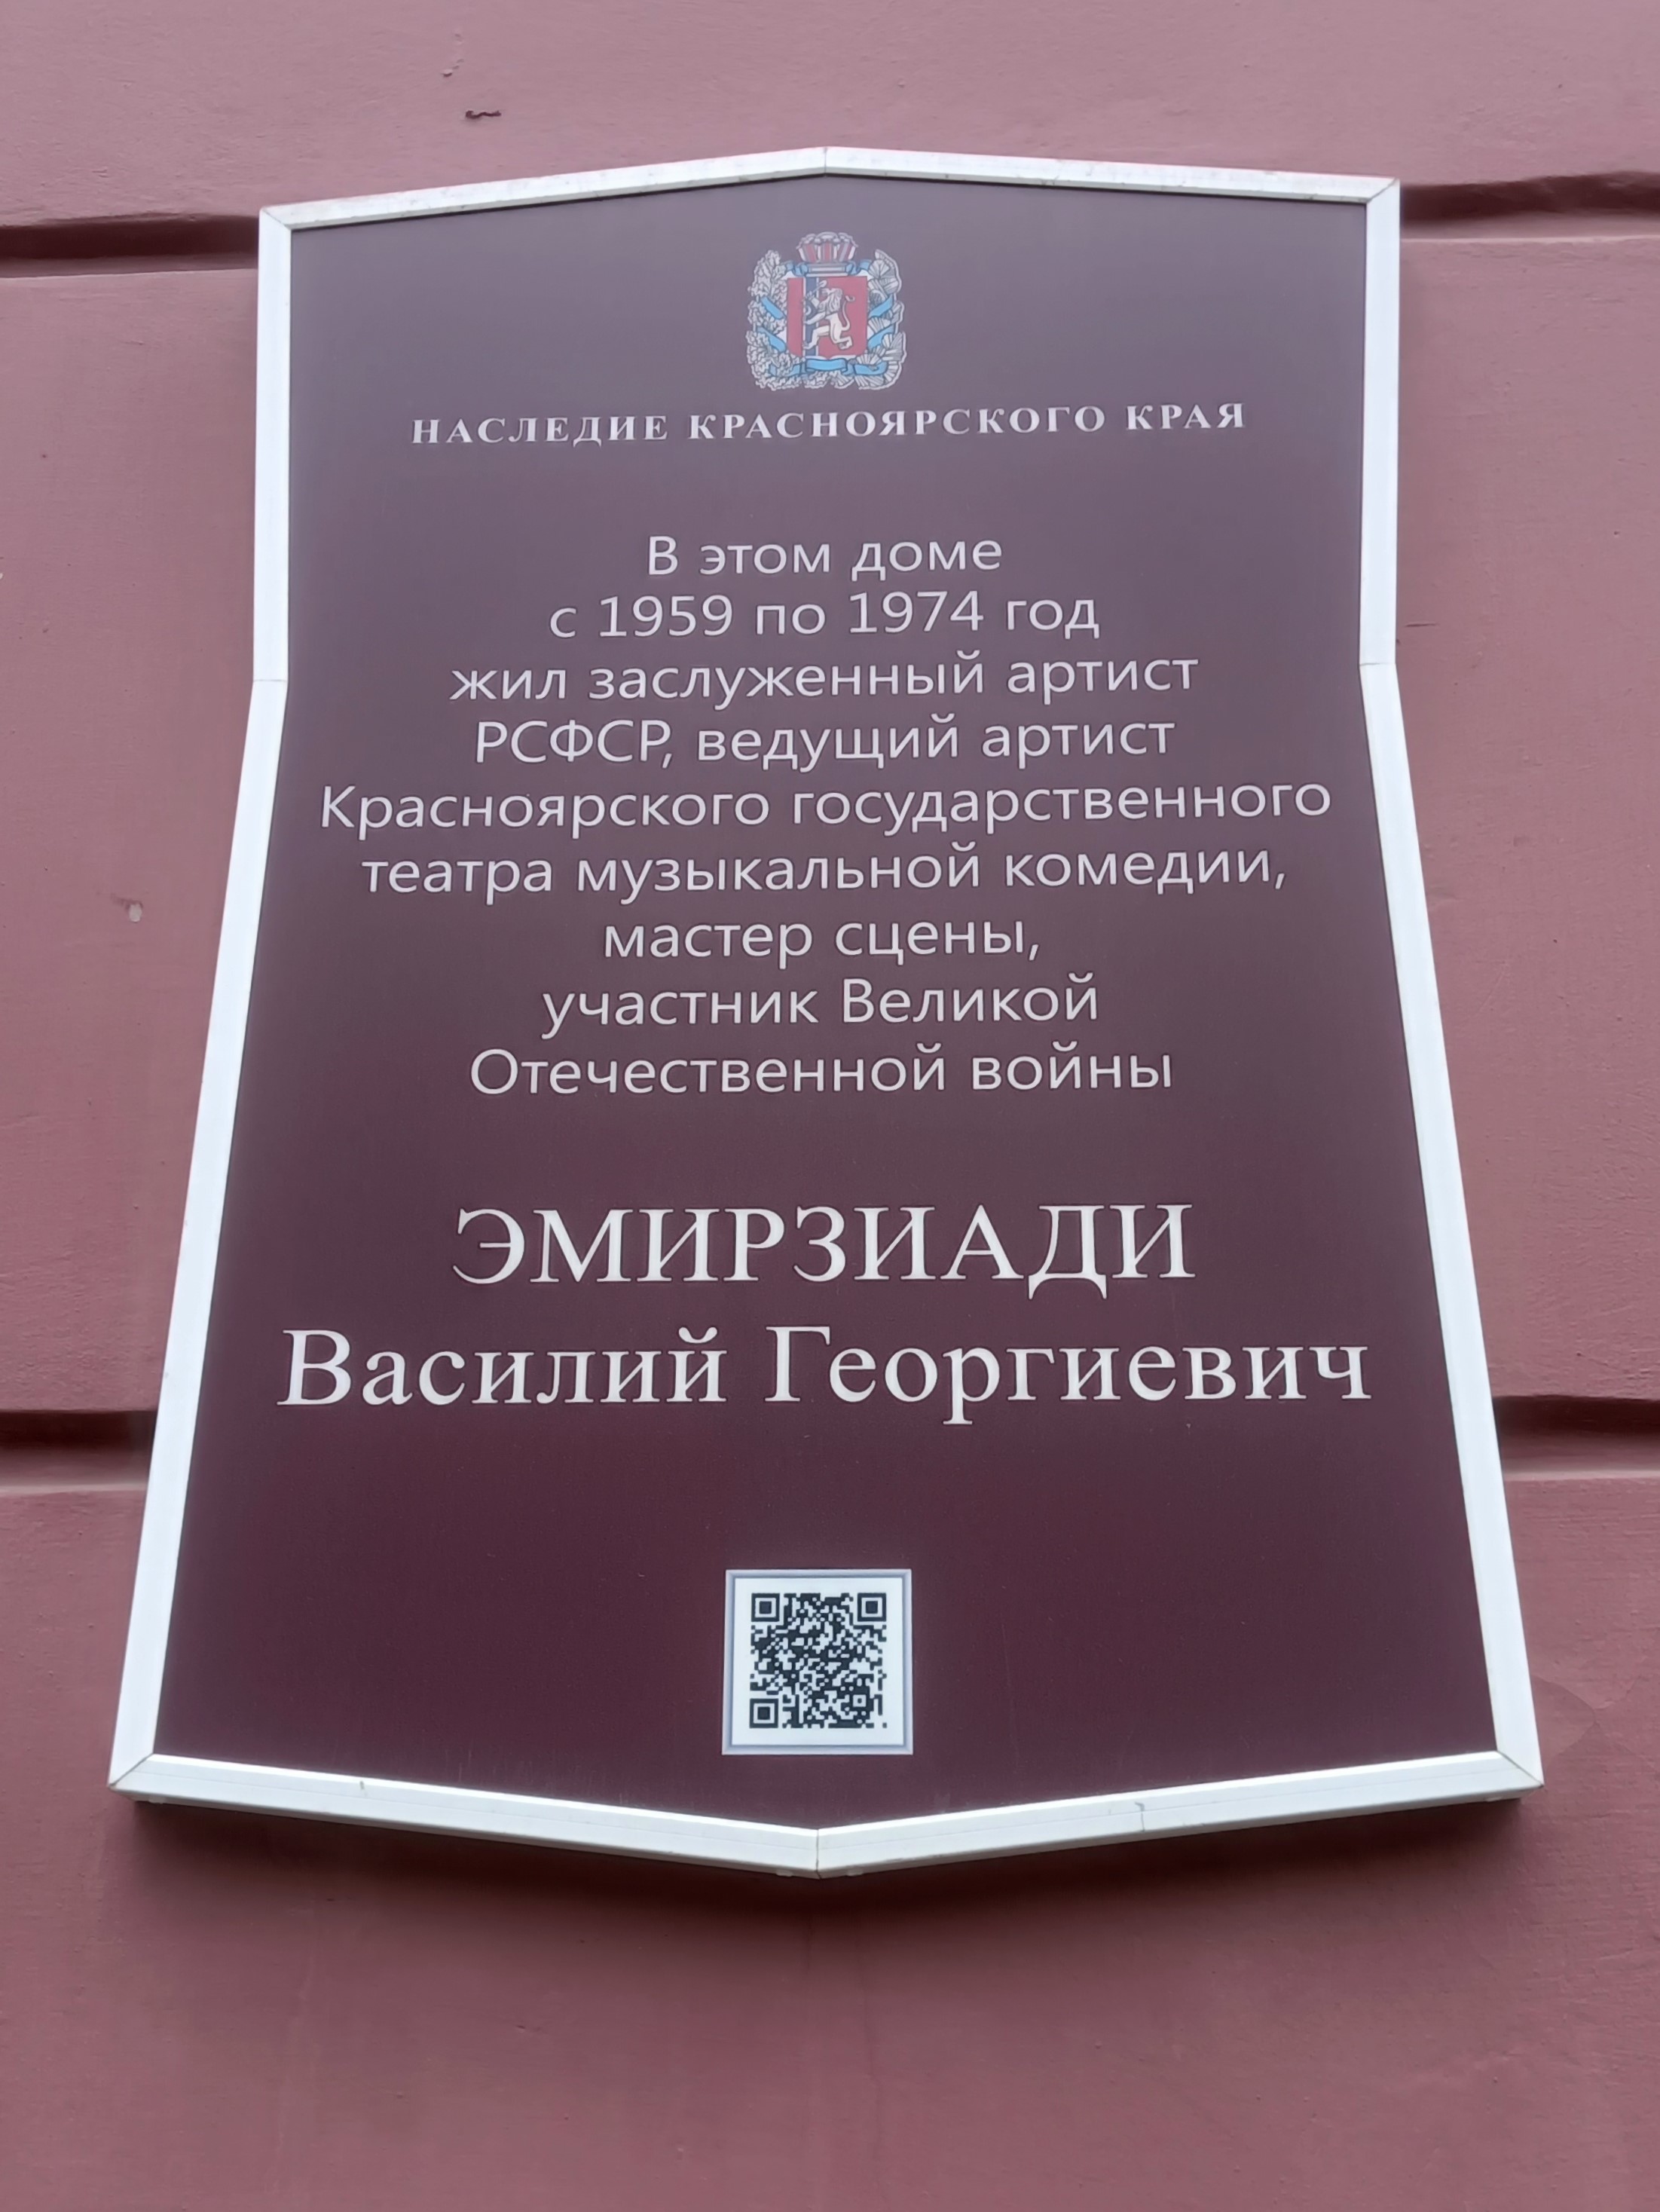 НАСЛЕДИЕ КРАСНОЯРСКОГО КРАЯ
В этом доме
с 1959 по 1974 год
жил заслуженный артист
РСФСР, ведущий артист
Красноярского государственного
театра музыкальной комедии,
мастер сцены,
участник Великой
Отечественной войны
ЭМИРЗИАДИ
Василий Георгиевич